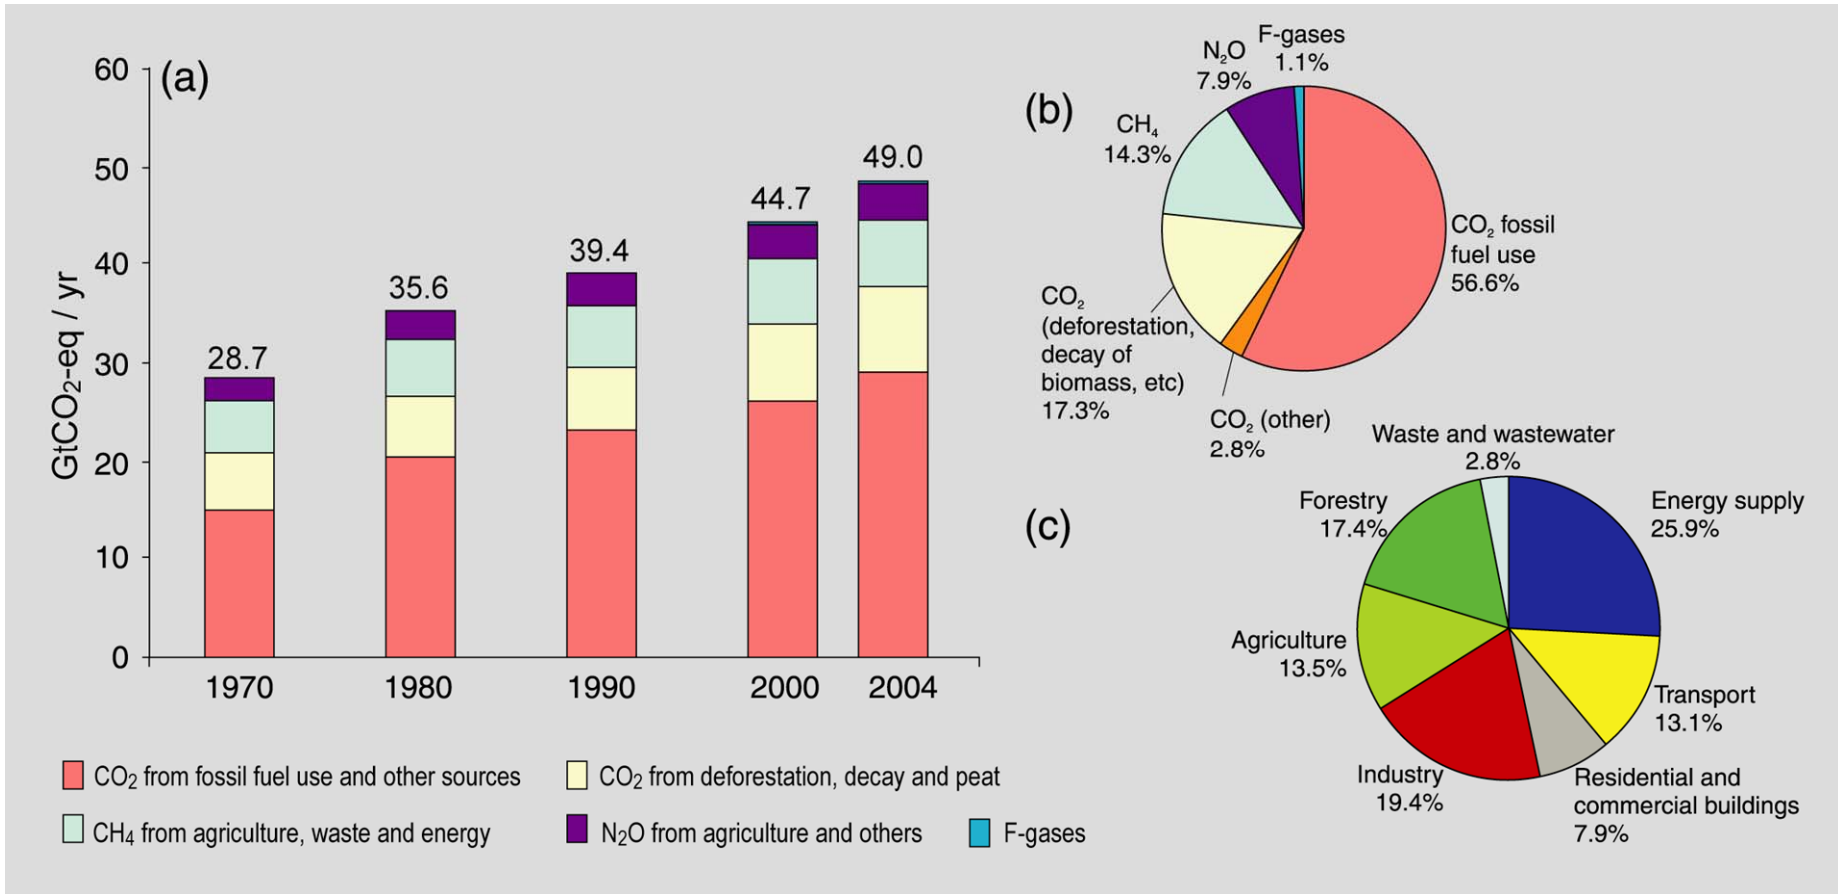 (a)
GtCO₂-eq / yr
60
50
40
30
20
10
0
28.7
35.6
39.4
44.7
49.0
1970
1980
1990
2000
2004
CO₂ from fossil fuel use and other sources
CO₂ from deforestation, decay and peat
CH₄ from agriculture, waste and energy
N₂O from agriculture and others
F-gases
(b)
F-gases
1.1%
N₂O
7.9%
CH₄
14.3%
CO₂ fossil
fuel use
56.6%
CO₂
(deforestation,
decay of
biomass, etc)
17.3%
CO₂ (other)
2.8%
(c)
Waste and wastewater
2.8%
Forestry
17.4%
Energy supply
25.9%
Agriculture
13.5%
Transport
13.1%
Industry
19.4%
Residential and
commercial buildings
7.9%